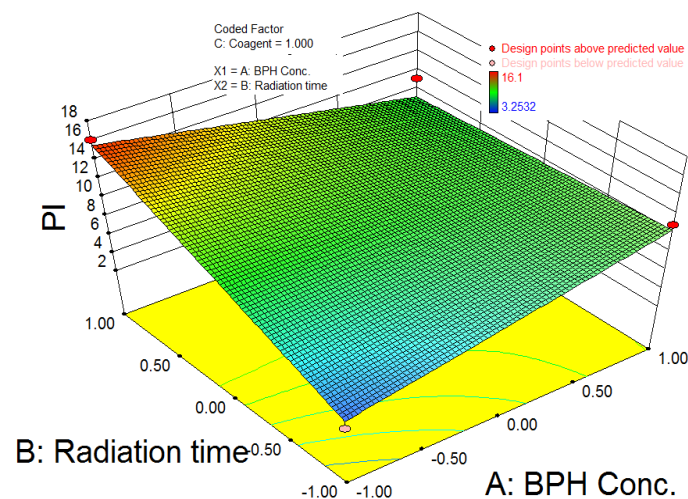 Coded Factor
C: Coagent = 1.000
X1 = A: BPH Conc.
X2 = B: Radiation time
Design points above predicted value
Design points below predicted value
16.1
3.2532
PI
18
16
14
12
10
8
6
4
2
1.00
0.50
0.00
-0.50
-1.00
B: Radiation time
-1.00
-0.50
0.00
0.50
1.00
A: BPH Conc.